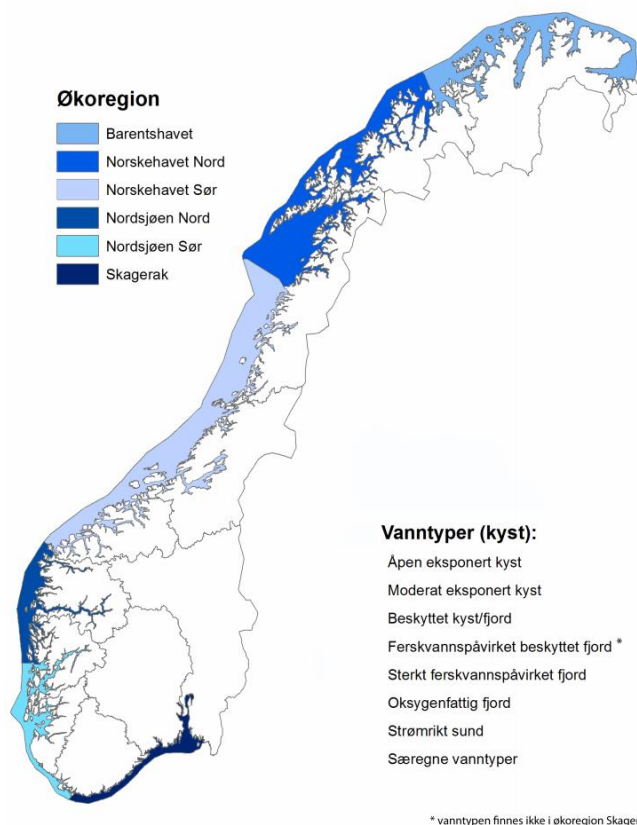 Økoregion
Barentshavet
Norskehavet Nord
Norskehavet Sør
Nordsjøen Nord
Nordsjøen Sør
Skagerak
Vanntyper (kyst):
Åpen eksponert kyst
Moderat eksponert kyst
Beskyttet kyst/fjord
Ferskvannspåvirket beskyttet fjord *
Sterkt ferskvannspåvirket fjord
Oksygenfattig fjord
Strømrikt sund
Særegne vanntyper
* vanntypen finnes ikke i økoregion Skager